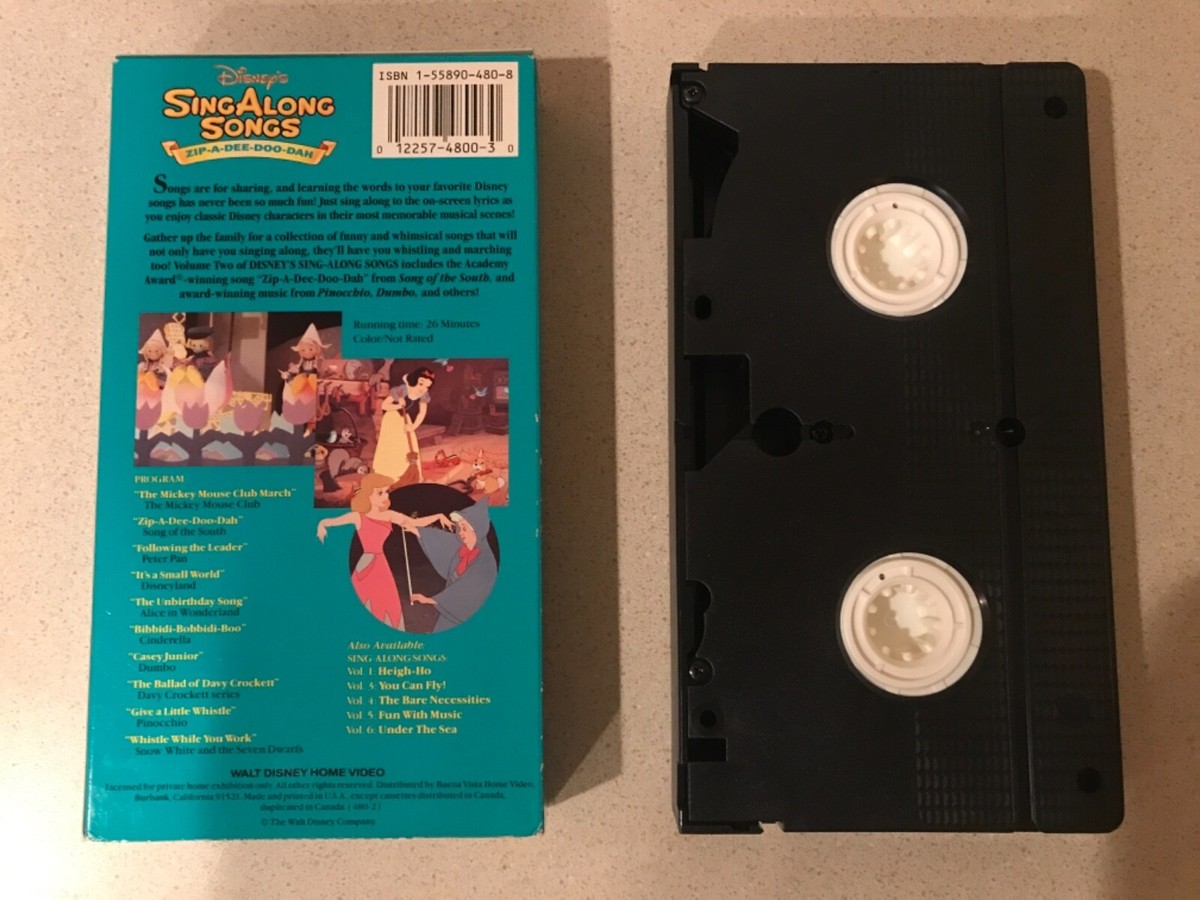 Disney's
SING ALONG
SONGS
ZIP-A-DEE-DOO-DAH
ISBN 1-55890-480-8
0 12257-4800-3 0
Songs are for sharing, and learning the words to your favorite Disney
songs has never been so much fun! Just sing along to the on-screen lyrics as
you enjoy classic Disney characters in their most memorable musical scenes!
Gather up the family for a collection of funny and whimsical songs that will
not only have you singing along, they'll have you whistling and marching
too! Volume Two of DISNEY'S SING-ALONG SONGS includes the Academy
Award®-winning song "Zip-A-Dee-Doo-Dah" from Song of the South, and
award-winning music from Pinocchio, Dumbo, and others!
Running time: 26 Minutes
Color/Not Rated
PROGRAM
"The Mickey Mouse Club March"
The Mickey Mouse Club
"Zip-A-Dee-Doo-Dah"
Song of the South
"Following the Leader"
Peter Pan
"It's a Small World"
Disneyland
"The Unbirthday Song"
Alice in Wonderland
"Bibbidi-Bobbidi-Boo"
Cinderella
"Casey Junior"
Dumbo
"The Ballad of Davy Crockett"
Davy Crockett series
"Give a Little Whistle"
Pinocchio
"Whistle While You Work"
Snow White and the Seven Dwarfs
Also Available
SING ALONG SONGS
Vol. 1: Heigh-Ho
Vol. 3: You Can Fly!
Vol. 4: The Bare Necessities
Vol. 5: Fun With Music
Vol. 6: Under The Sea
WALT DISNEY HOME VIDEO
Licensed for private home exhibition only. All other rights reserved. Distributed by Buena Vista Home Video,
Burbank, California 91521. Made and printed in U.S.A. except cassettes distributed in Canada,
duplicated in Canada. (480-2)
© The Walt Disney Company